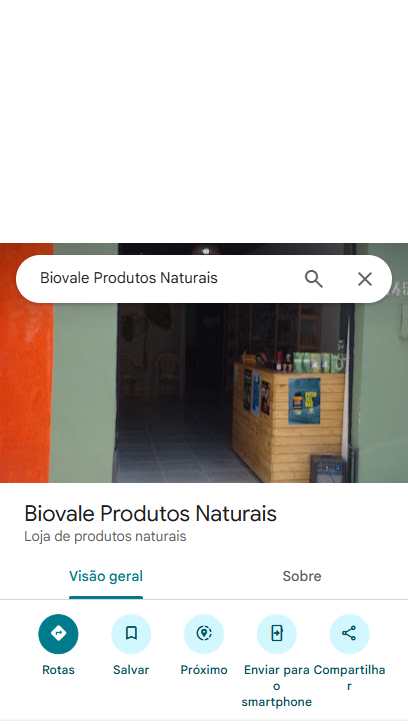 Biovale Produtos Naturais
Biovale Produtos Naturais
Loja de produtos naturais
Visão geral
Sobre
Rotas
Salvar
Próximo
Enviar para
o
smartphone
Compartilha
r